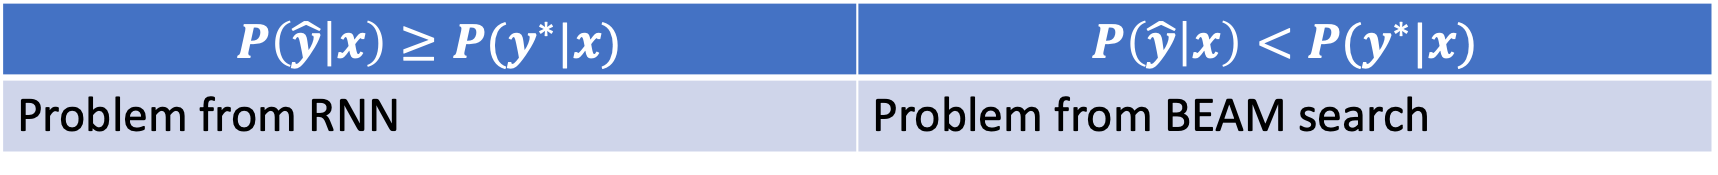 P(ŷ|x) ≥ P(y*|x)
P(ŷ|x) < P(y*|x)
Problem from RNN
Problem from BEAM search